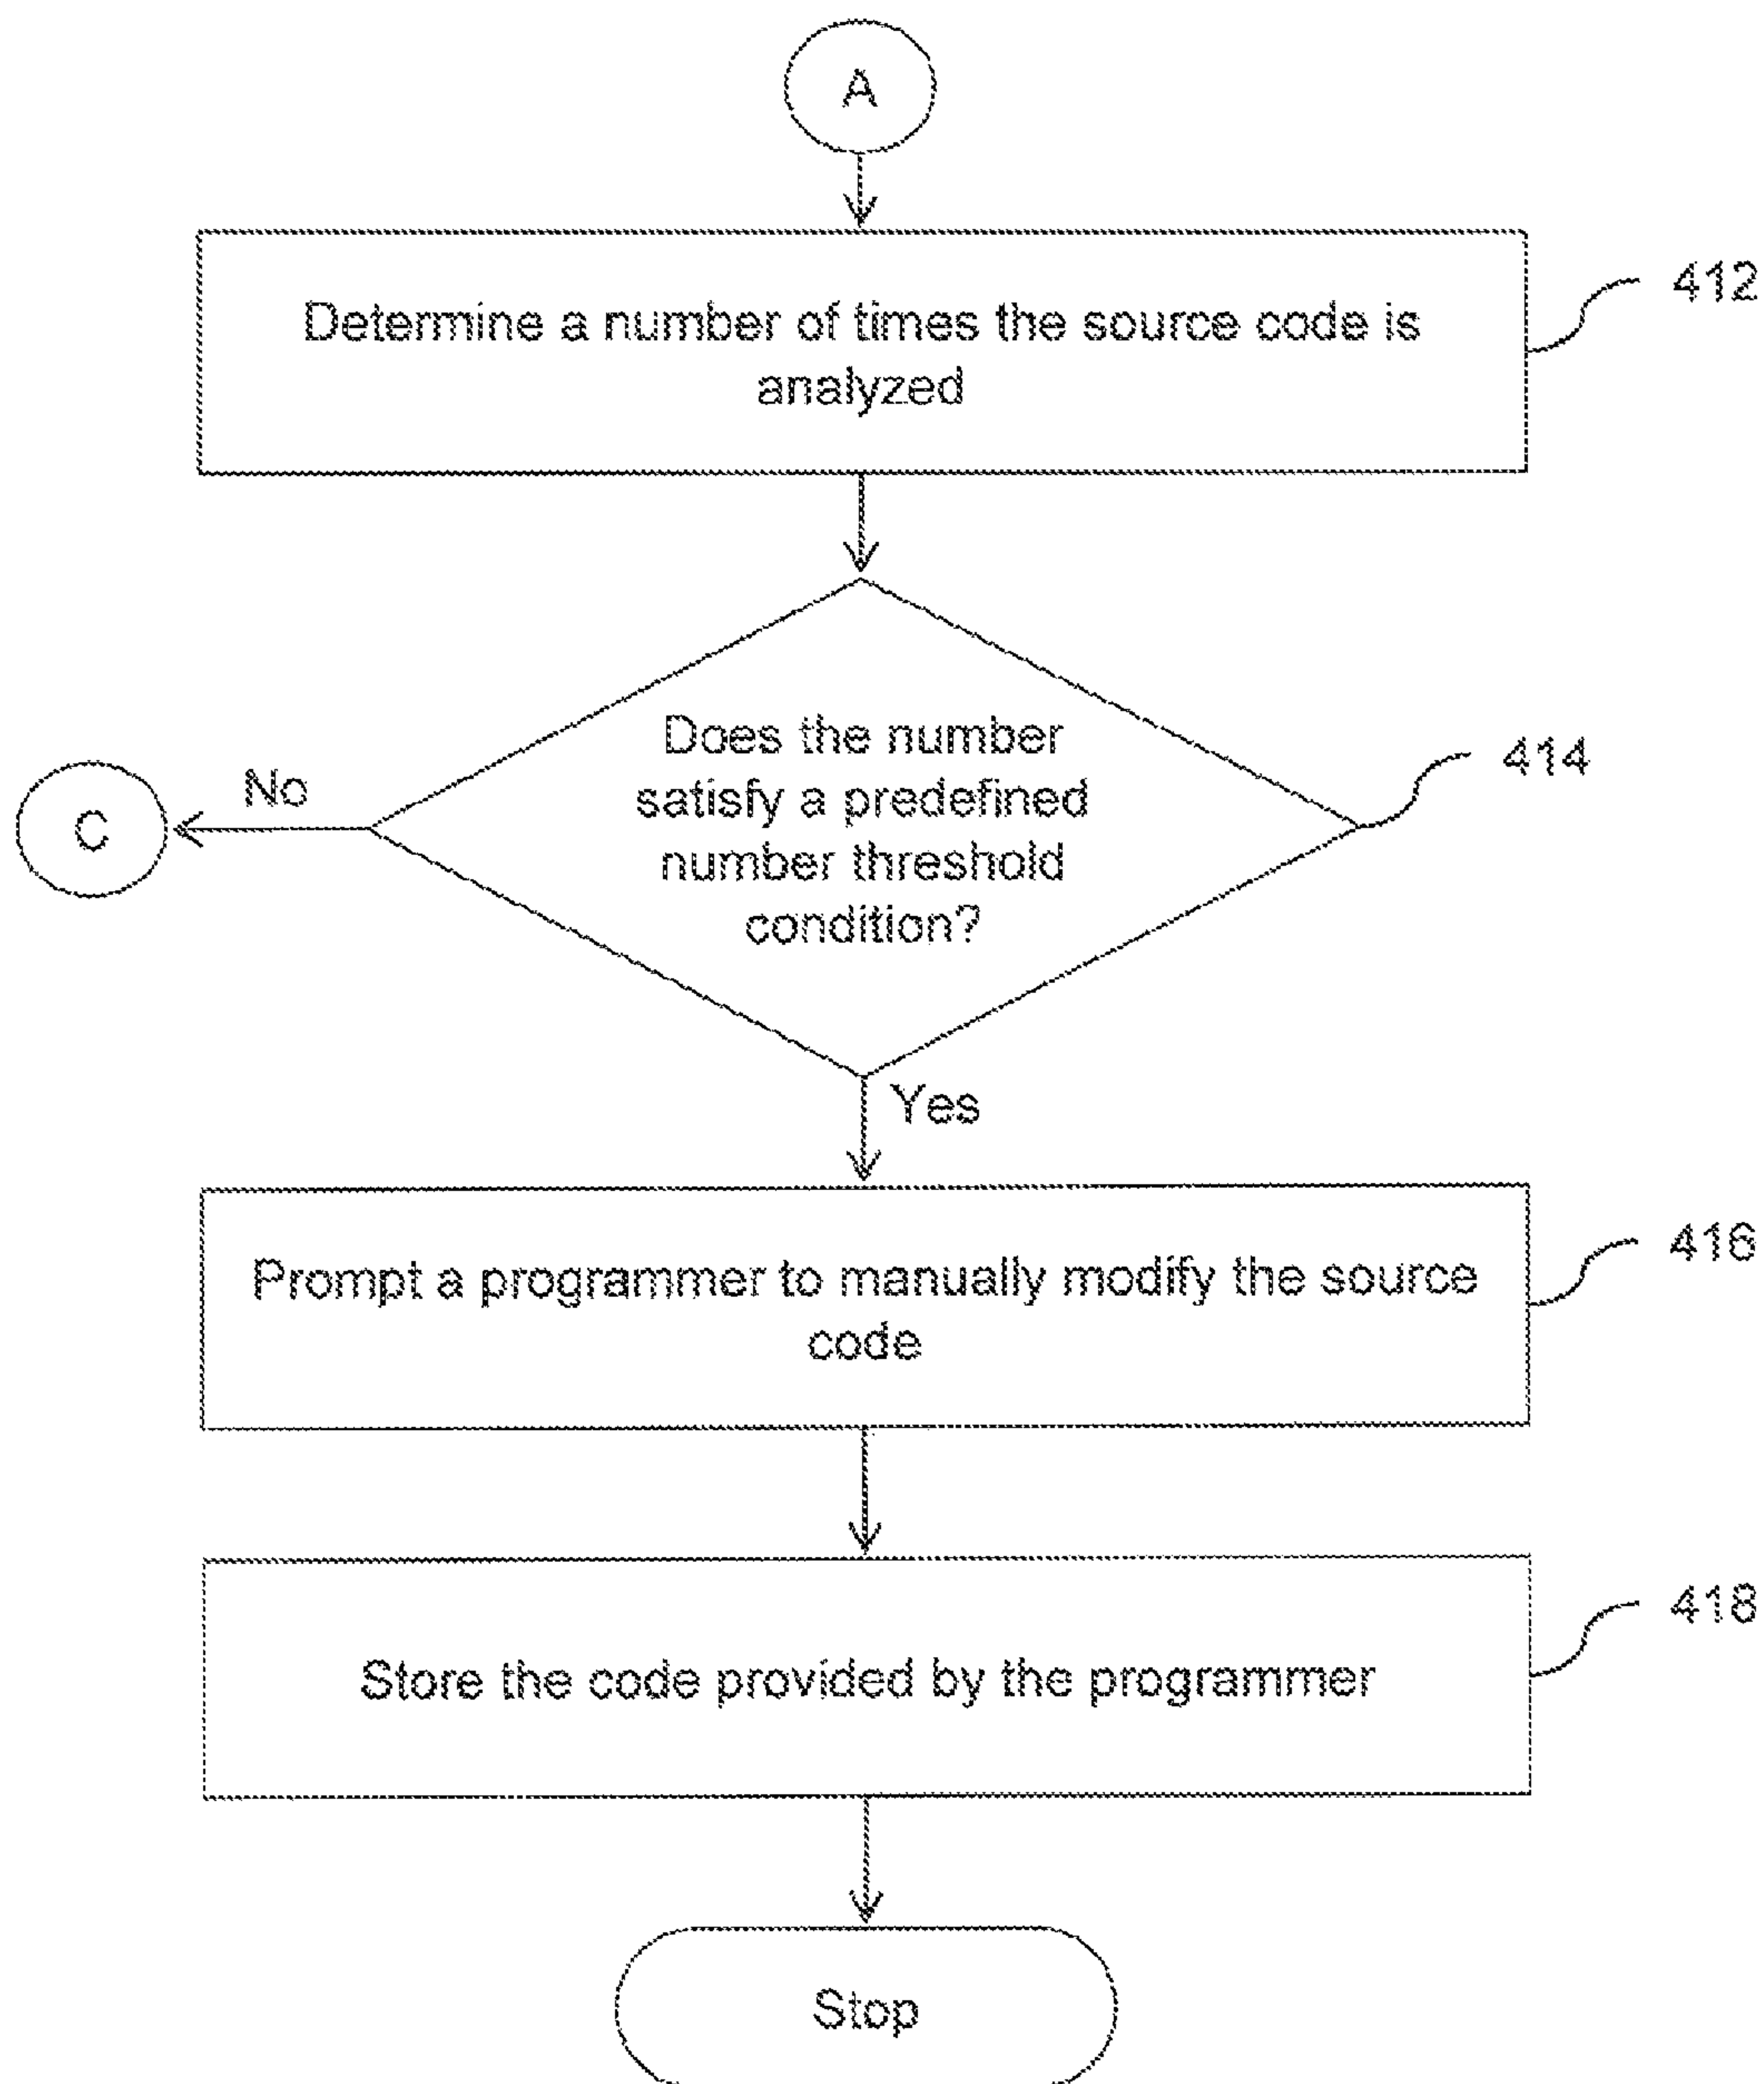 A
Determine a number of times the source code is
analyzed
412
Does the number
satisfy a predefined
number threshold
condition?
414
No
C
Yes
Prompt a programmer to manually modify the source
code
416
Store the code provided by the programmer
418
Stop